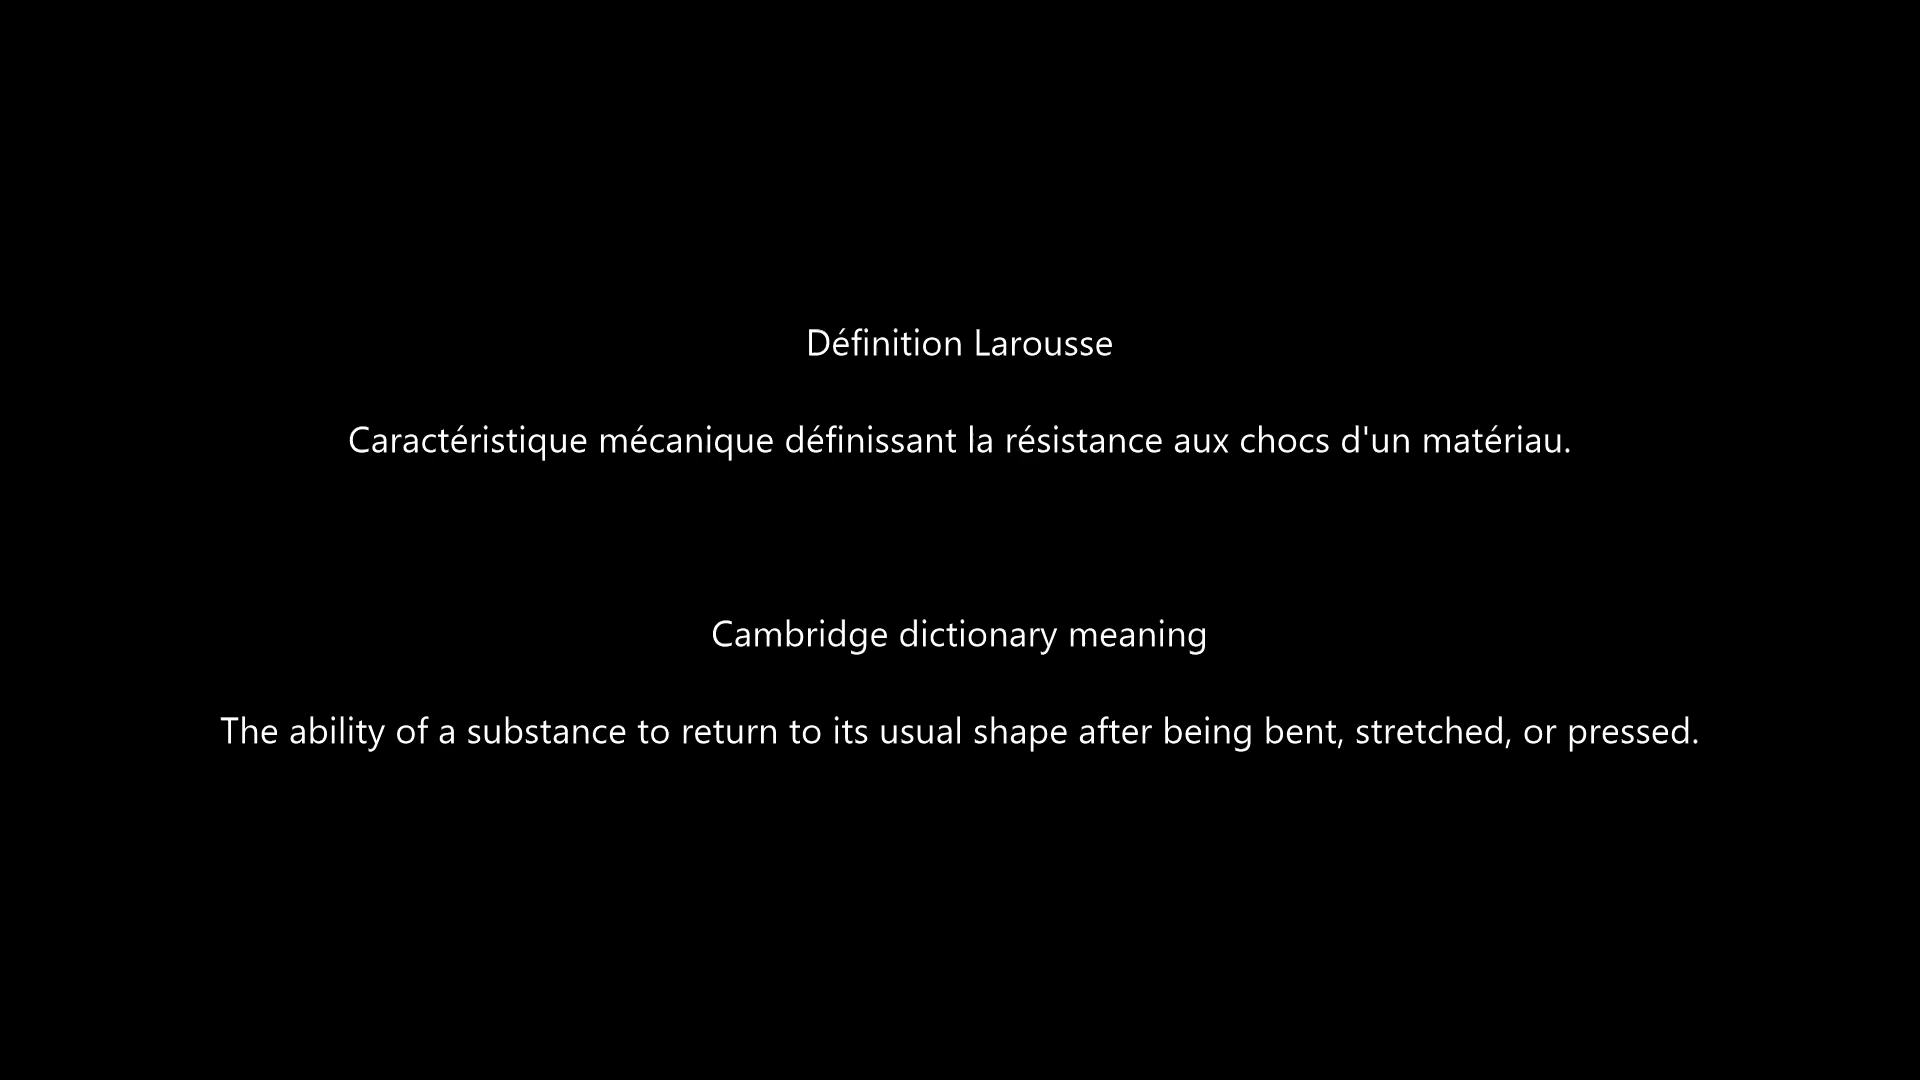 Définition Larousse
Caractéristique mécanique définissant la résistance aux chocs d'un matériau.
Cambridge dictionary meaning
The ability of a substance to return to its usual shape after being bent, stretched, or pressed.